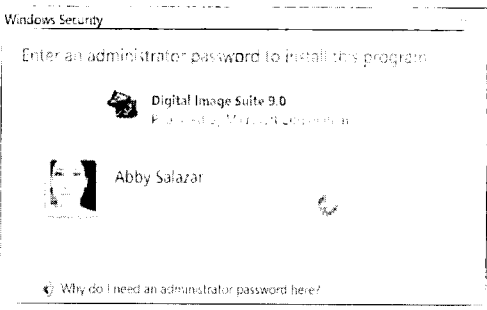 Windows Security
Enter an administrator password to install this program
Digital Image Suite 9.0
Abby Salazar
Why do I need an administrator password here?